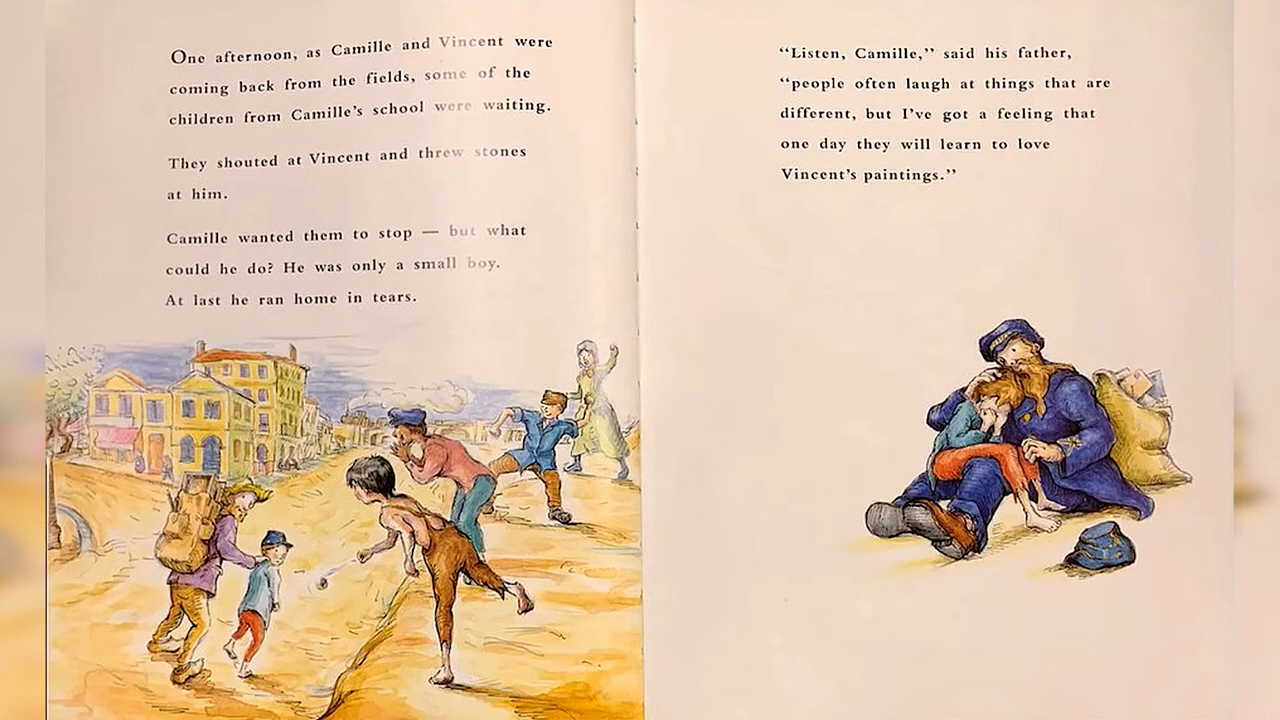 One afternoon, as Camille and Vincent were
coming back from the fields, some of the
children from Camille's school were waiting.
They shouted at Vincent and threw stones
at him.
Camille wanted them to stop — but what
could he do? He was only a small boy.
At last he ran home in tears.
“Listen, Camille,” said his father,
“people often laugh at things that are
different, but I've got a feeling that
one day they will learn to love
Vincent's paintings.”